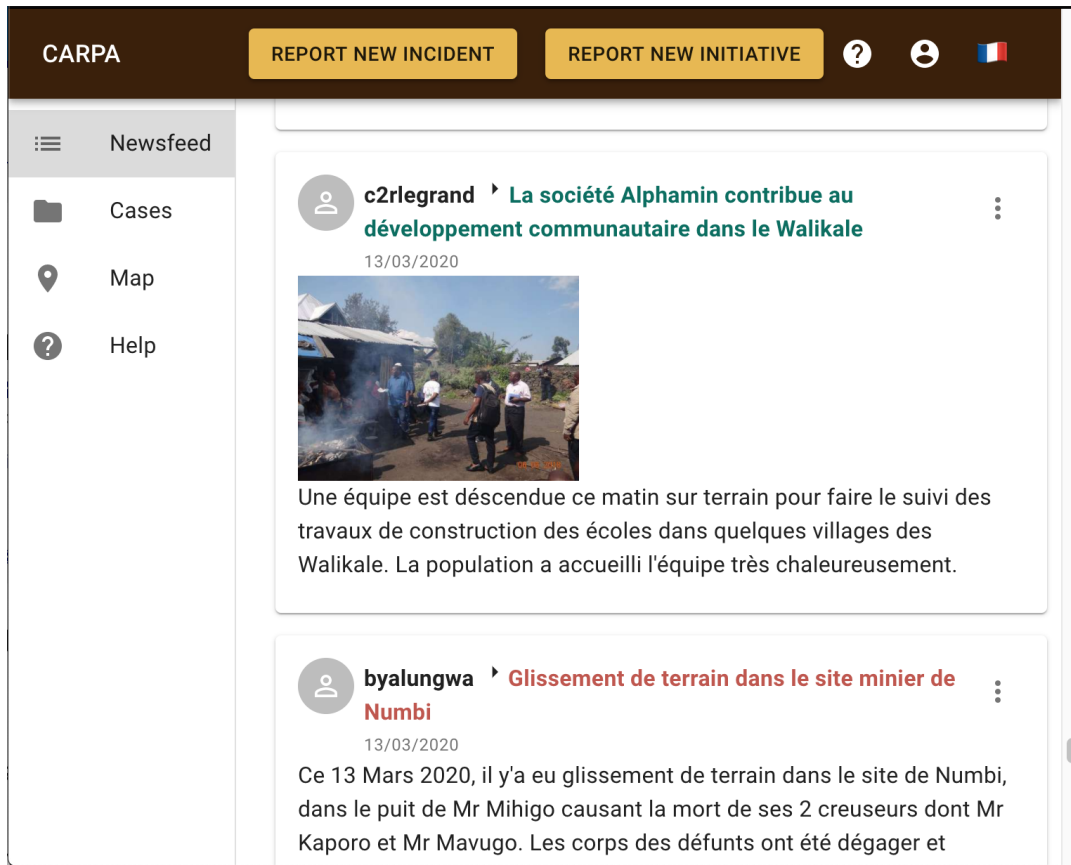 CARPA
REPORT NEW INCIDENT
REPORT NEW INITIATIVE
Newsfeed
Cases
Map
Help
c2rlegrand La société Alphamin contribue au
développement communautaire dans le Walikale
13/03/2020
Une équipe est déscendue ce matin sur terrain pour faire le suivi des
travaux de construction des écoles dans quelques villages des
Walikale. La population a accueilli l'équipe très chaleureusement.
byalungwa Glissement de terrain dans le site minier de
Numbi
13/03/2020
Ce 13 Mars 2020, il y'a eu glissement de terrain dans le site de Numbi,
dans le puit de Mr Mihigo causant la mort de ses 2 creuseurs dont Mr
Kaporo et Mr Mavugo. Les corps des défunts ont été dégager et